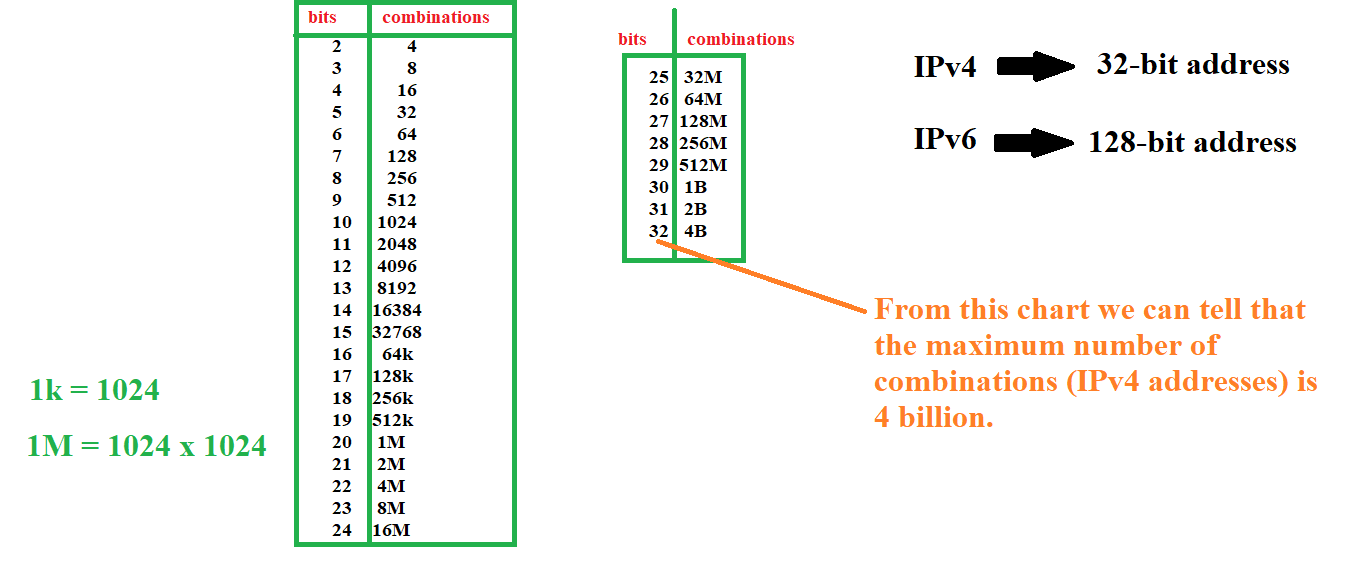 bits combinations
2 4
3 8
4 16
5 32
6 64
7 128
8 256
9 512
10 1024
11 2048
12 4096
13 8192
14 16384
15 32768
16 64k
17 128k
18 256k
19 512k
20 1M
21 2M
22 4M
23 8M
24 16M
1k = 1024
1M = 1024 x 1024
bits combinations
25 32M
26 64M
27 128M
28 256M
29 512M
30 1B
31 2B
32 4B
IPv4 32-bit address
IPv6 128-bit address
From this chart we can tell that
the maximum number of
combinations (IPv4 addresses) is
4 billion.